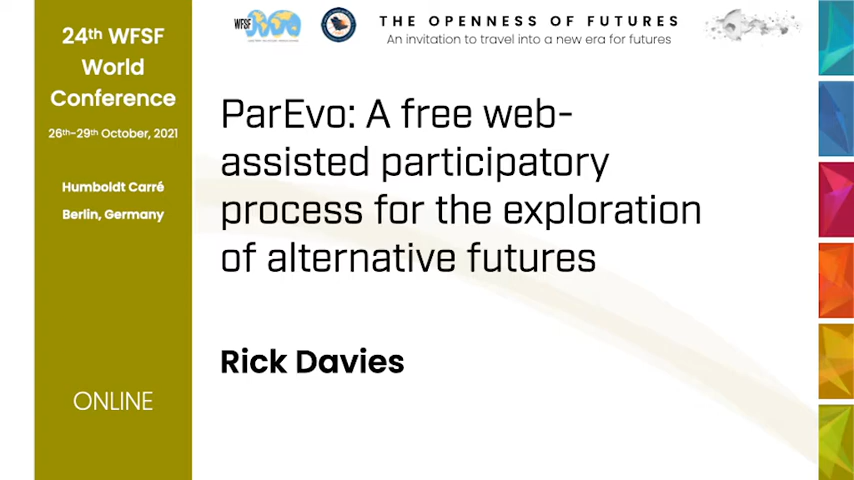 24th WFSF
World
Conference
26th-29th October, 2021
Humboldt Carré
Berlin, Germany
ONLINE
WFSF
THE OPENNESS OF FUTURES
An invitation to travel into a new era for futures
ParEvo: A free web-
assisted participatory
process for the exploration
of alternative futures
Rick Davies